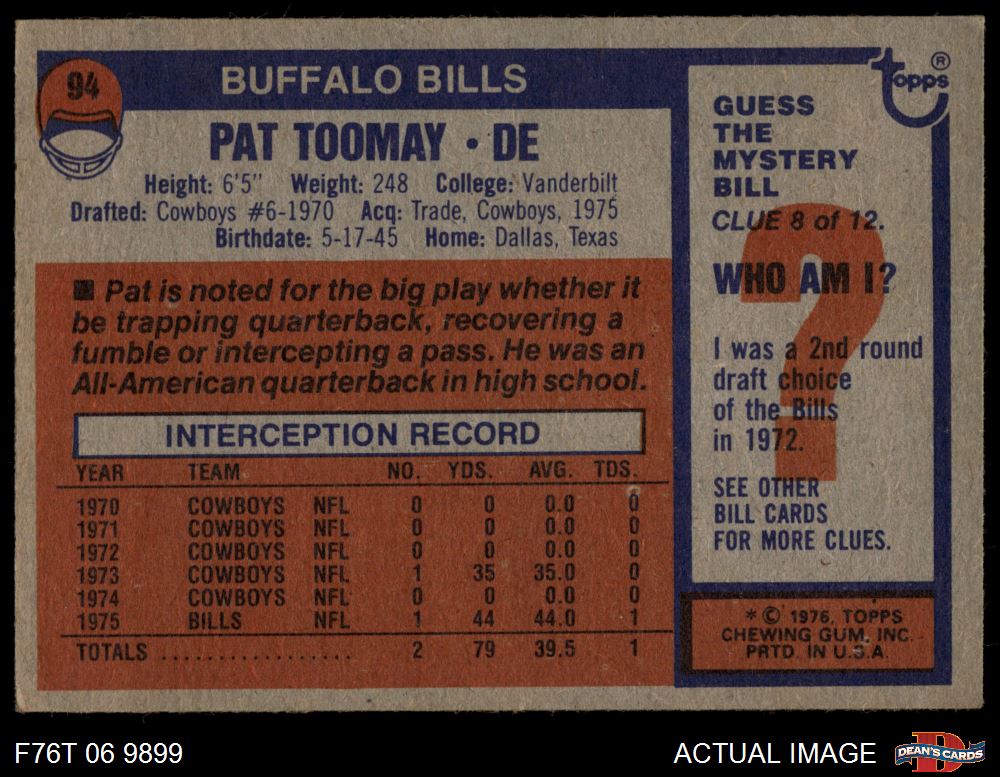 94
BUFFALO BILLS
PAT TOOMAY • DE
Height: 6'5" Weight: 248 College: Vanderbilt
Drafted: Cowboys #6-1970 Acq: Trade, Cowboys, 1975
Birthdate: 5-17-45 Home: Dallas, Texas
■ Pat is noted for the big play whether it
be trapping quarterback, recovering a
fumble or intercepting a pass. He was an
All-American quarterback in high school.
INTERCEPTION RECORD
YEAR TEAM NO. YDS. AVG. TDS.
1970 COWBOYS NFL 0 0 0.0 0
1971 COWBOYS NFL 0 0 0.0 0
1972 COWBOYS NFL 0 0 0.0 0
1973 COWBOYS NFL 1 35 35.0 0
1974 COWBOYS NFL 0 0 0.0 0
1975 BILLS NFL 1 44 44.0 1
TOTALS .................. 2 79 39.5 1
Topps ®
GUESS
THE
MYSTERY
BILL
CLUE 8 of 12.
?
WHO AM I?
I was a 2nd round
draft choice
of the Bills
in 1972.
SEE OTHER
BILL CARDS
FOR MORE CLUES.
* © 1976, TOPPS
CHEWING GUM, INC.
PRTD. IN U.S.A.
F76T 06 9899
ACTUAL IMAGE
D
DEAN'S CARDS